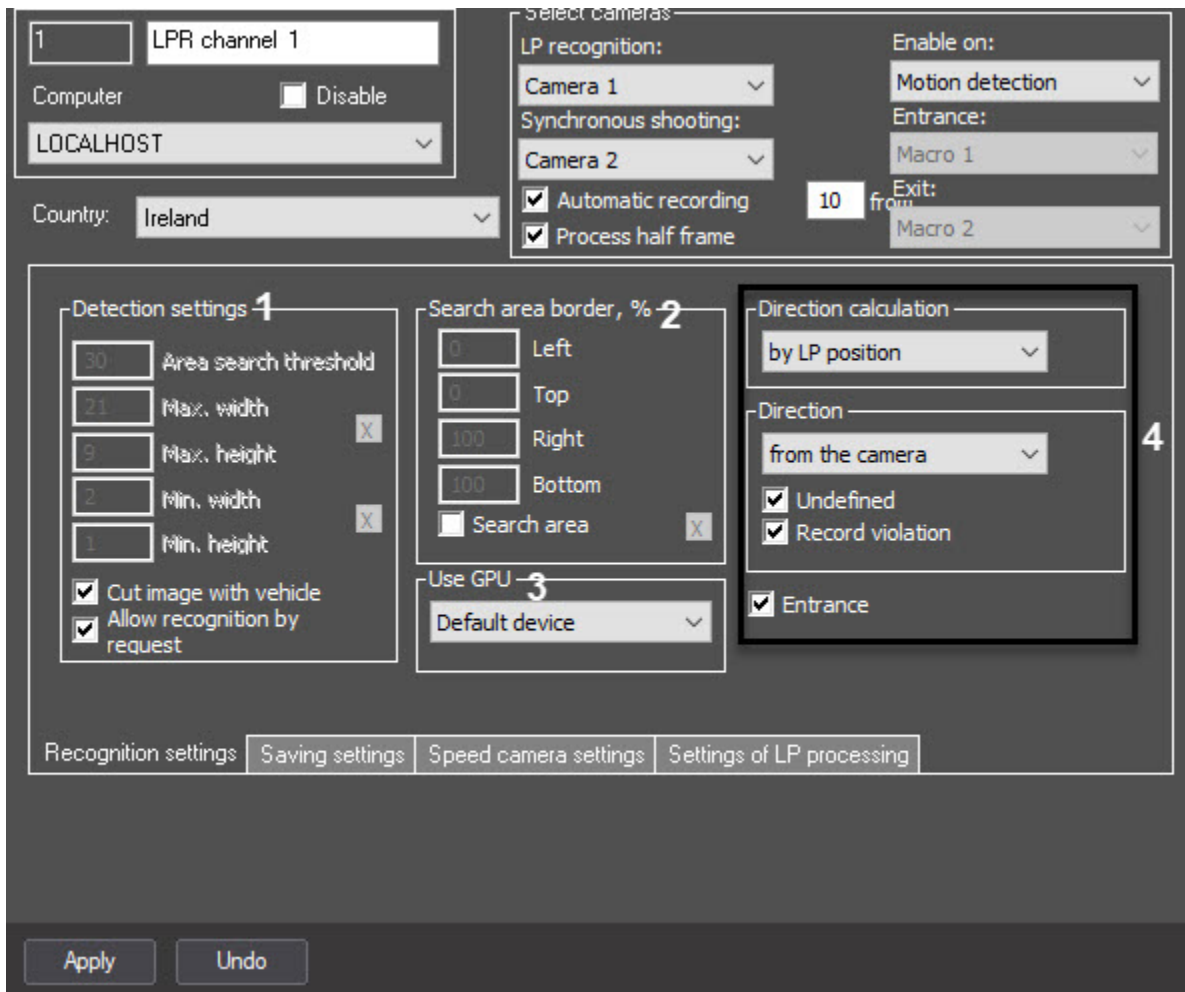 Select cameras
1
LPR channel 1
Computer
Disable
LOCALHOST
Country:
Ireland
LP recognition:
Camera 1
Synchronous shooting:
Camera 2
Automatic recording
10
from
Process half frame
Enable on:
Motion detection
Entrance:
Macro 1
Exit:
Macro 2
Detection settings 1
30 Area search threshold
21 Max. width
X
9 Max. height
2 Min. width
X
1 Min. height
Cut image with vehicle
Allow recognition by
request
Search area border, % 2
0 Left
0 Top
100 Right
100 Bottom
Search area X
Use GPU 3
Default device
Direction calculation
by LP position
Direction
from the camera
4
Undefined
Record violation
Entrance
Recognition settings Saving settings Speed camera settings Settings of LP processing
Apply Undo